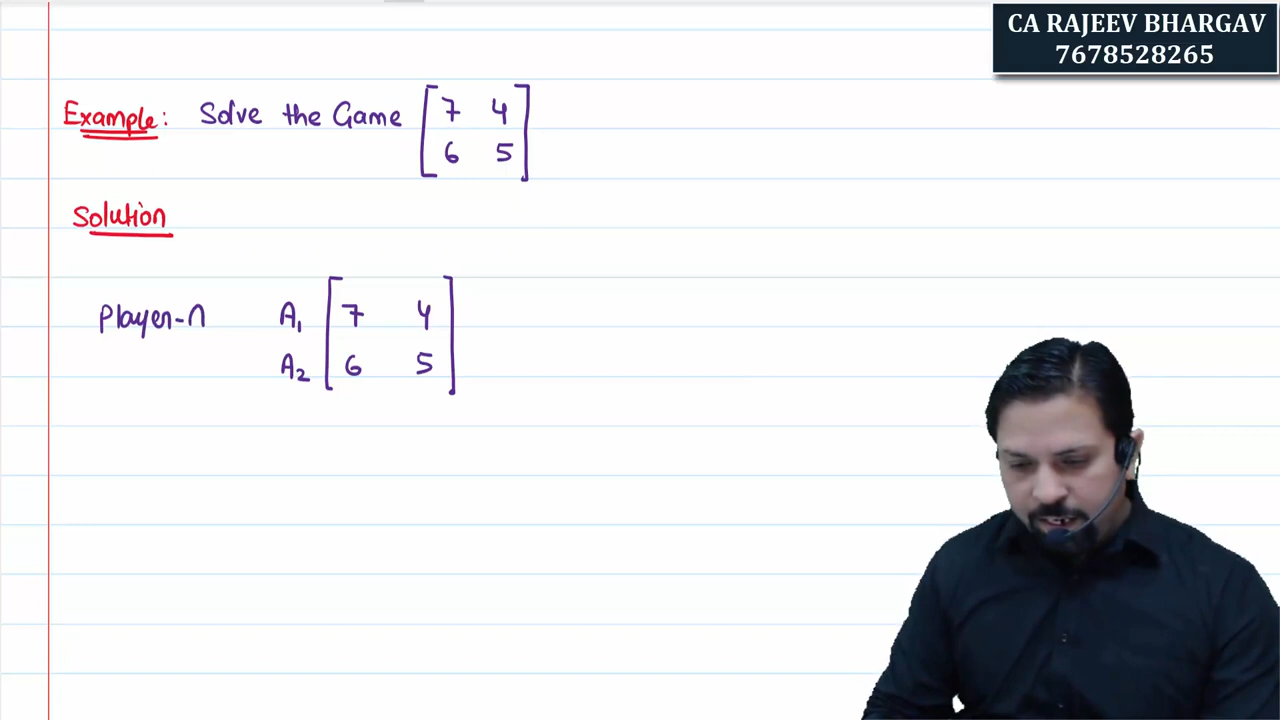 CA RAJEEV BHARGAV
7678528265
Example: Solve the Game [7 4
6 5]
Solution
Player-A A1 [7 4
A2 6 5]